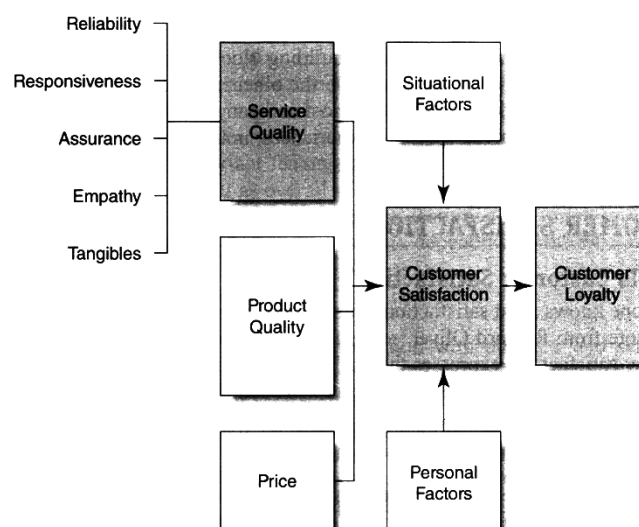 Reliability
Responsiveness
Assurance
Empathy
Tangibles
Service
Quality
Product
Quality
Price
Situational
Factors
Customer
Satisfaction
Personal
Factors
Customer
Loyalty